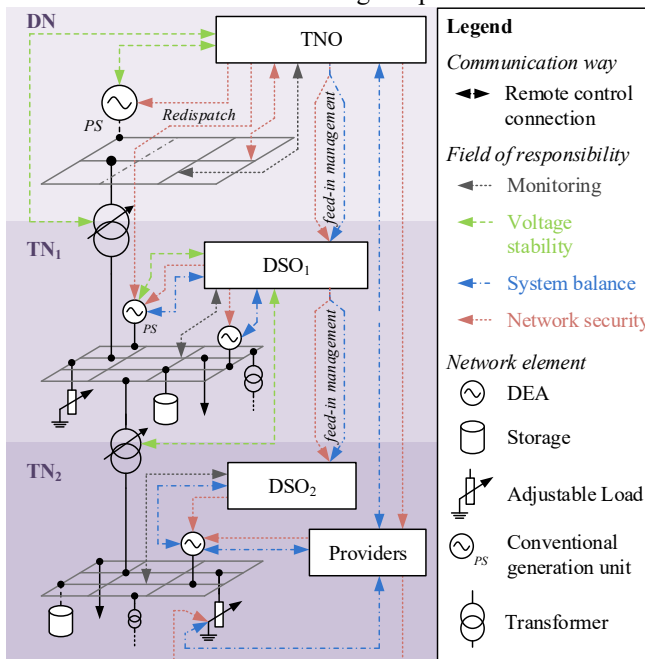 DN
TNO
PS
Redispatch
feed-in management
TN1
DSO1
PS
feed-in management
TN2
DSO2
Providers
Legend
Communication way
Remote control
connection
Field of responsibility
Monitoring
Voltage
stability
System balance
Network security
Network element
DEA
Storage
Adjustable Load
PS
Conventional
generation unit
Transformer